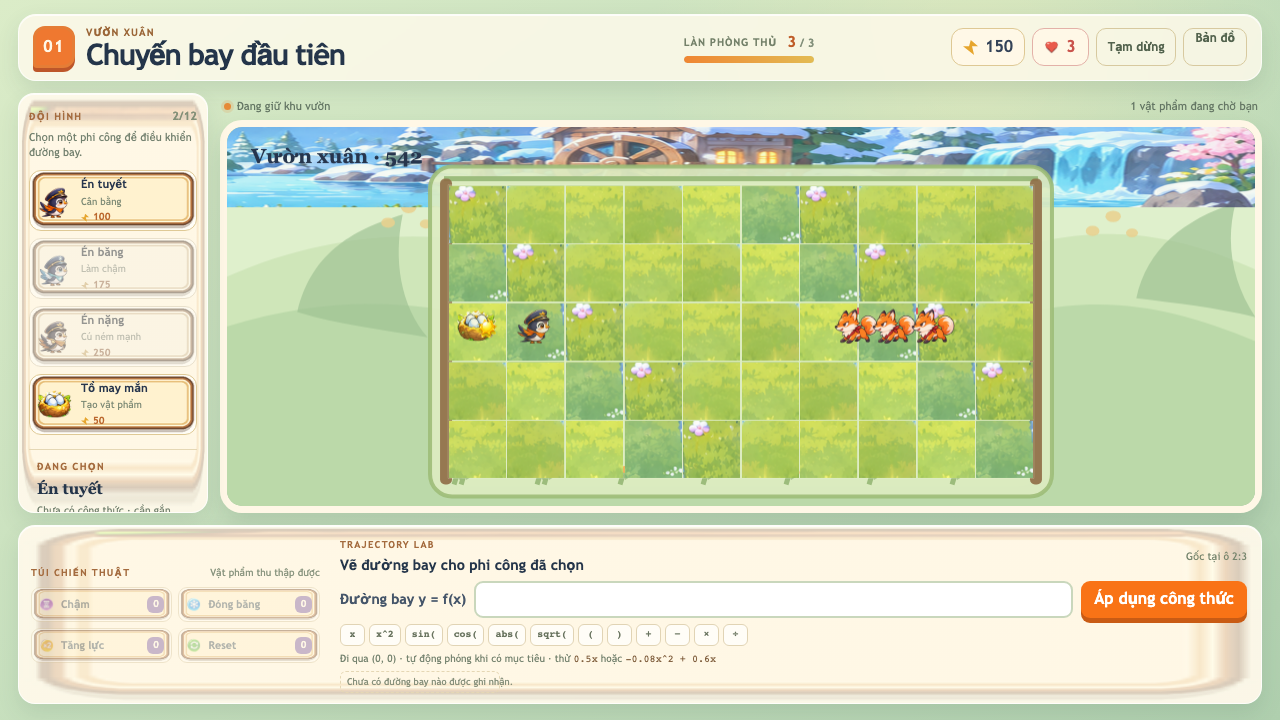 01
VƯỜN XUÂN
Chuyến bay đầu tiên
LÀN PHÒNG THỦ 3 / 3
150
3
Tạm dừng
Bản đồ
ĐỘI HÌNH 2/12
Chọn một phi công để điều khiển
đường bay.
Én tuyết
Cân bằng
100
Én băng
Làm chậm
175
Én nặng
Cú ném mạnh
250
Tổ may mắn
Tạo vật phẩm
50
ĐANG CHỌN
Én tuyết
Chưa có công thức · cần gắn
Đang giữ khu vườn
1 vật phẩm đang chờ bạn
Vườn xuân · 542
TÚI CHIẾN THUẬT
Vật phẩm thu thập được
Chậm 0
Đóng băng 0
Tăng lực 0
Reset 0
TRAJECTORY LAB
Vẽ đường bay cho phi công đã chọn
Gốc tại ô 2:3
Đường bay y = f(x)
Áp dụng công thức
x x^2 sin( cos( abs( sqrt( ( ) + − × ÷
Đi qua (0, 0) · tự động phóng khi có mục tiêu · thử 0.5x hoặc −0.08x^2 + 0.6x
Chưa có đường bay nào được ghi nhận.